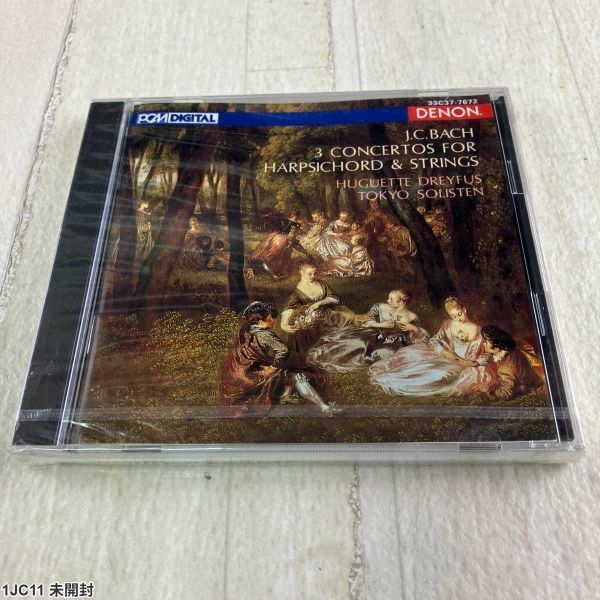 33C37-7672
PCM DIGITAL
DENON
J.C.BACH
3 CONCERTOS FOR
HARPSICHORD & STRINGS
HUGUETTE DREYFUS
TOKYO SOLISTEN
1JC11 未開封